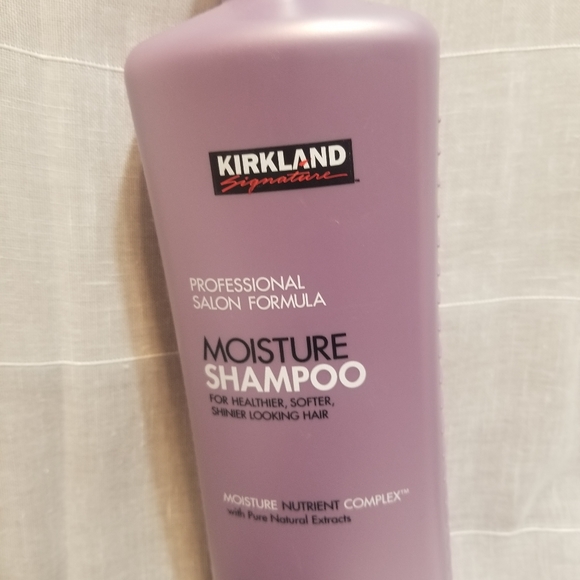 KIRKLAND
Signature™
PROFESSIONAL
SALON FORMULA
MOISTURE
SHAMPOO
FOR HEALTHIER, SOFTER,
SHINIER LOOKING HAIR
MOISTURE NUTRIENT COMPLEX™
with Pure Natural Extracts